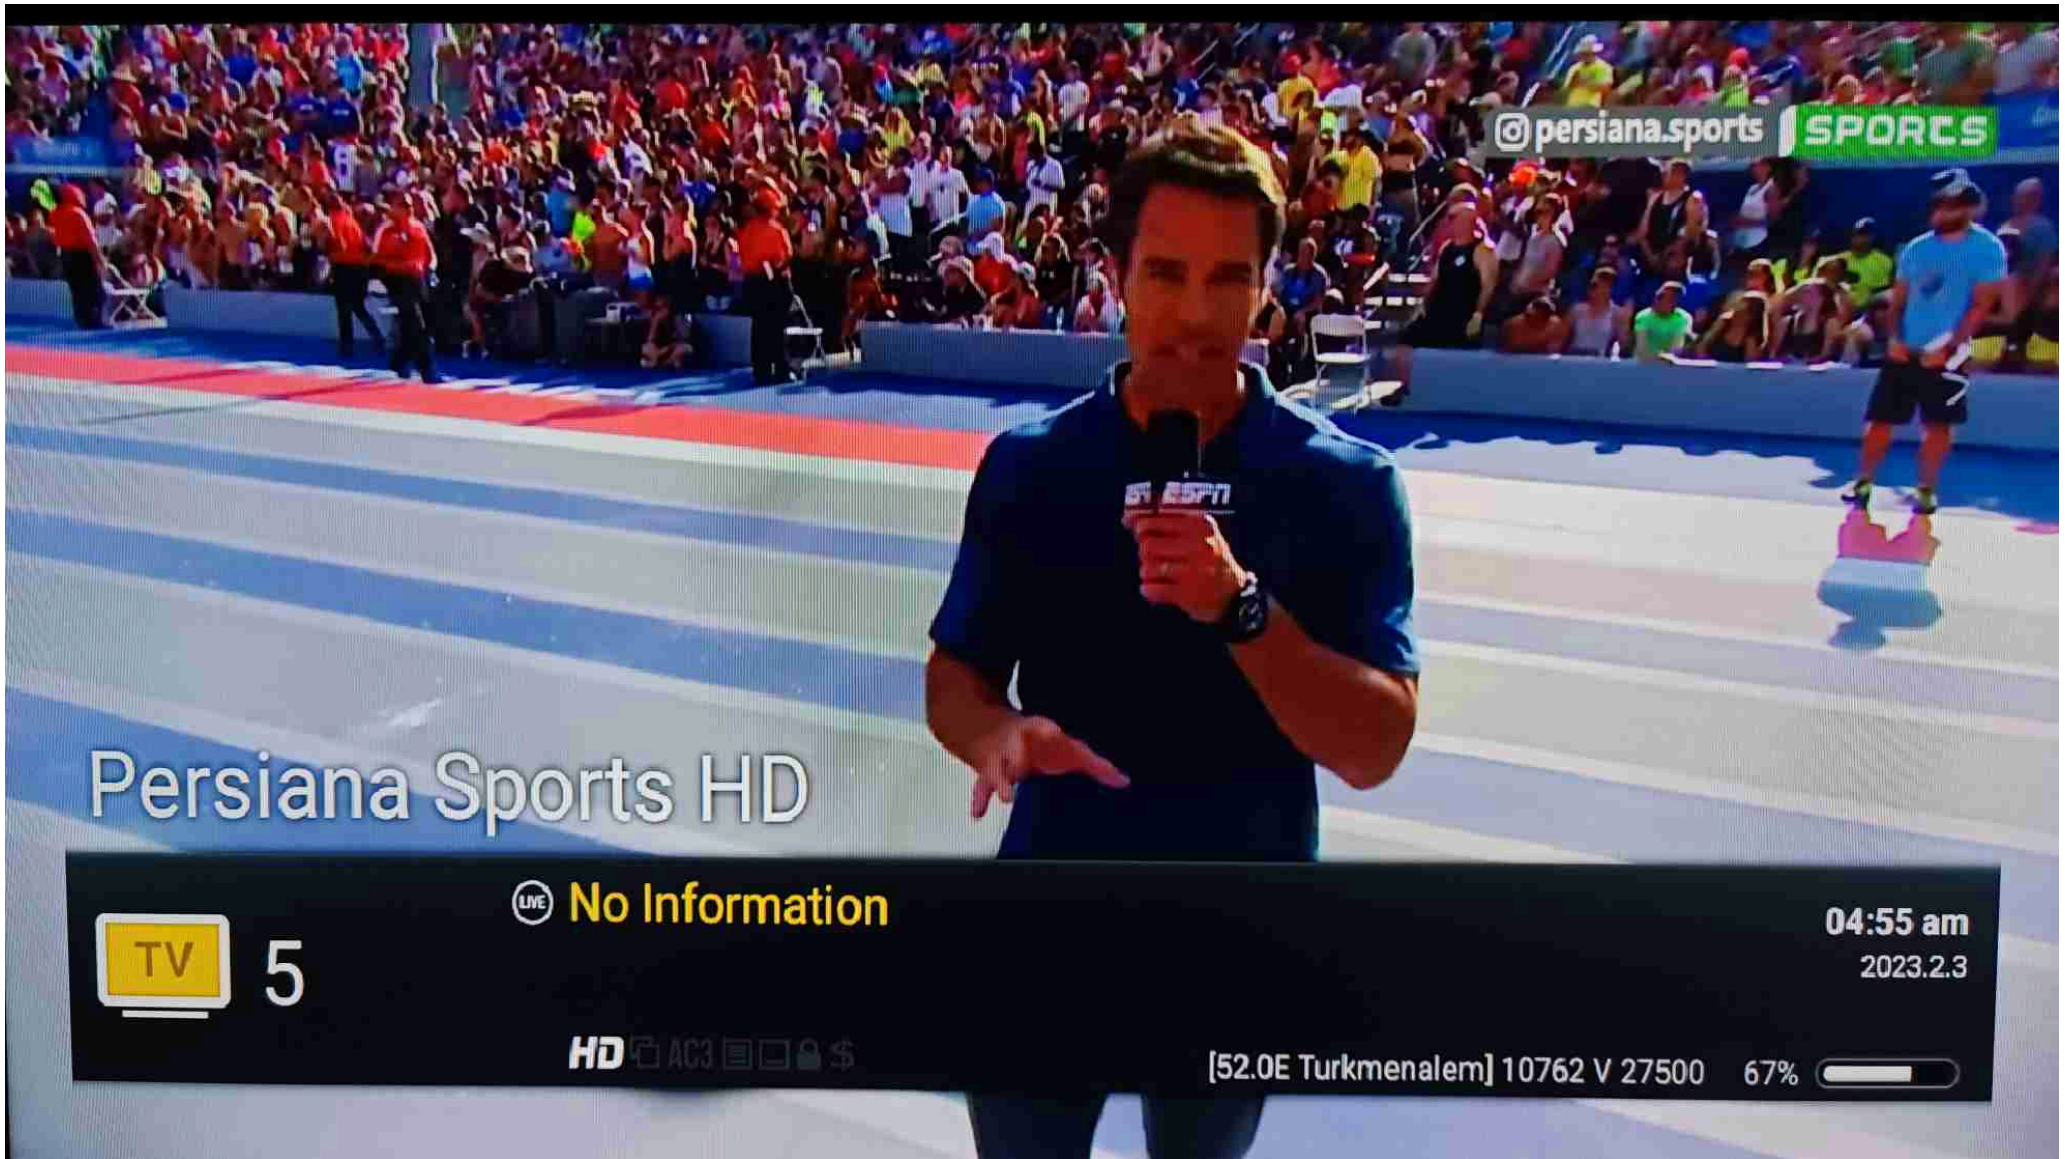 persiana.sports SPORTS
ESPN
Persiana Sports HD
LIVE No Information
TV 5
04:55 am
2023.2.3
HD AC3 $
[52.0E Turkmenalem] 10762 V 27500 67%